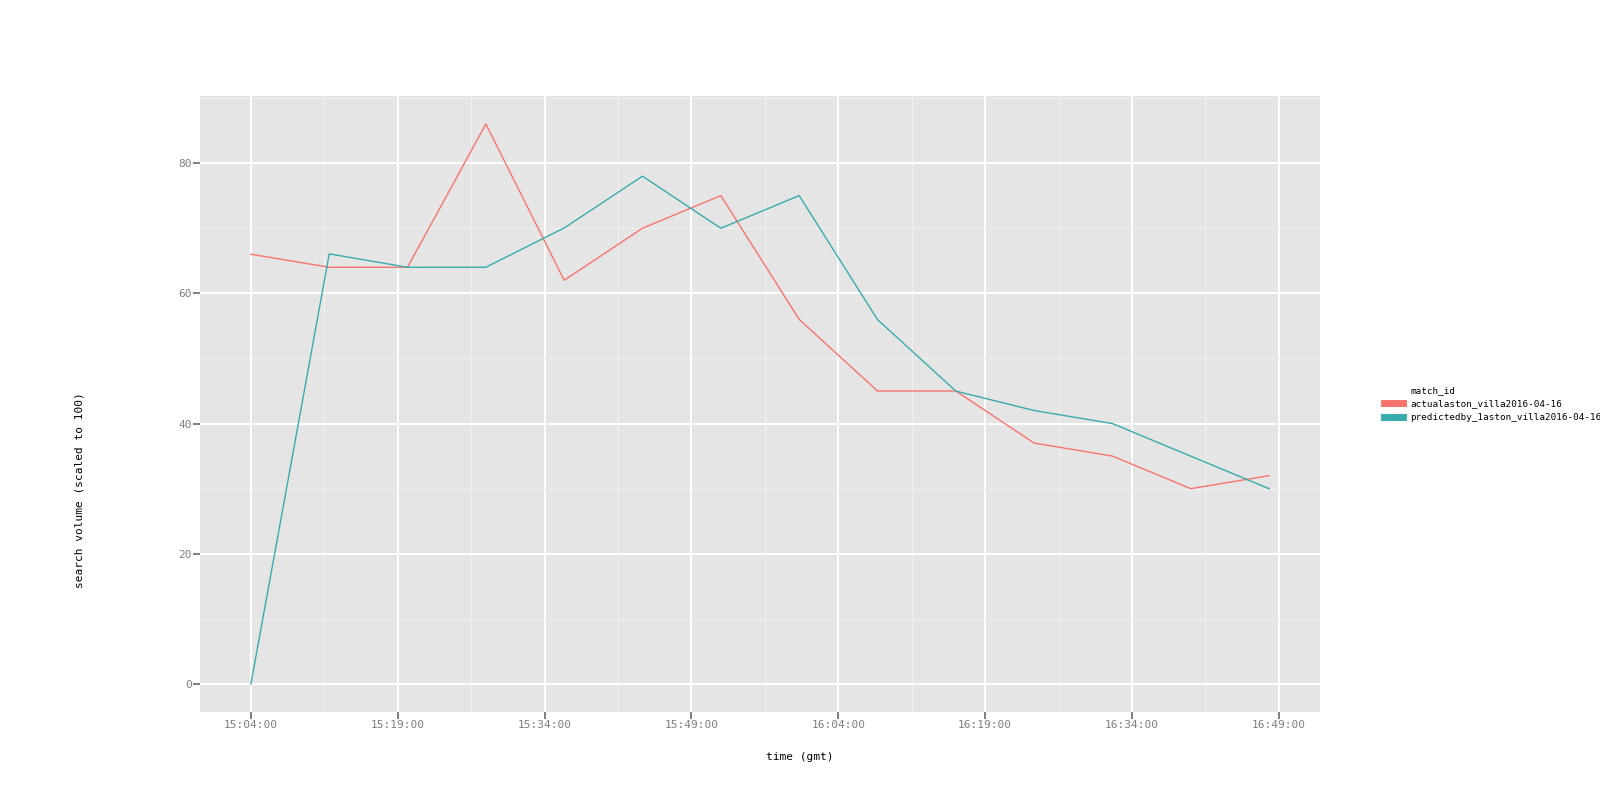 search volume (scaled to 100)
80
60
40
20
0
15:04:00 15:19:00 15:34:00 15:49:00 16:04:00 16:19:00 16:34:00 16:49:00
time (gmt)
match_id
actualaston_villa2016-04-16
predictedby_1aston_villa2016-04-16